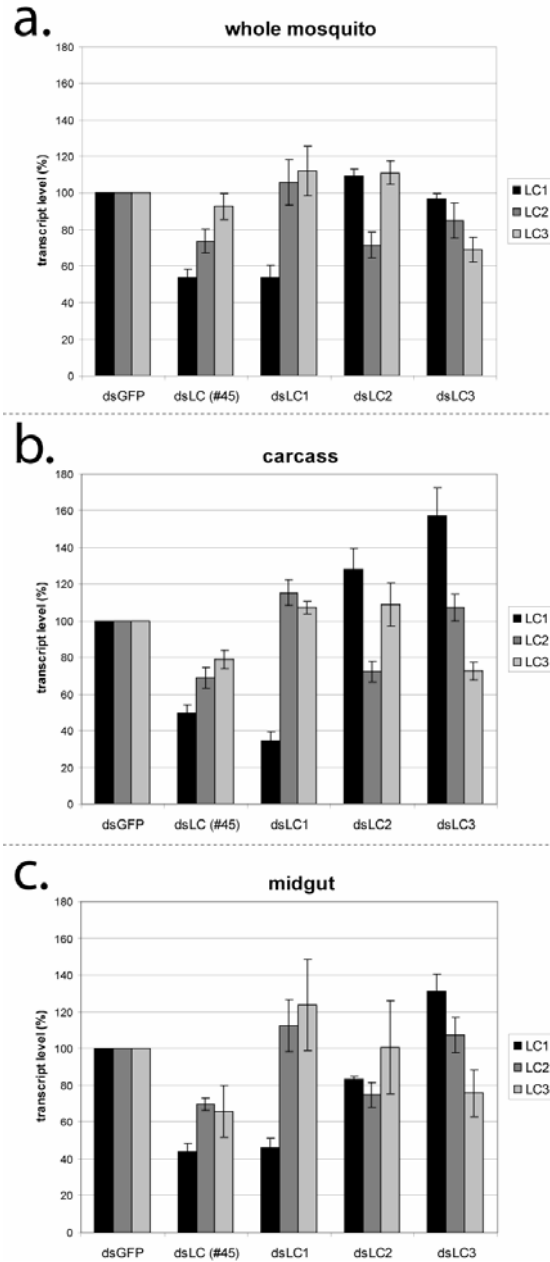 a.
whole mosquito
180
160
140
120
100
80
60
40
20
0
transcript level (%)
dsGFP dsLC (#45) dsLC1 dsLC2 dsLC3
LC1
LC2
LC3
b.
carcass
180
160
140
120
100
80
60
40
20
0
transcript level (%)
dsGFP dsLC (#45) dsLC1 dsLC2 dsLC3
LC1
LC2
LC3
c.
midgut
180
160
140
120
100
80
60
40
20
0
transcript level (%)
dsGFP dsLC (#45) dsLC1 dsLC2 dsLC3
LC1
LC2
LC3